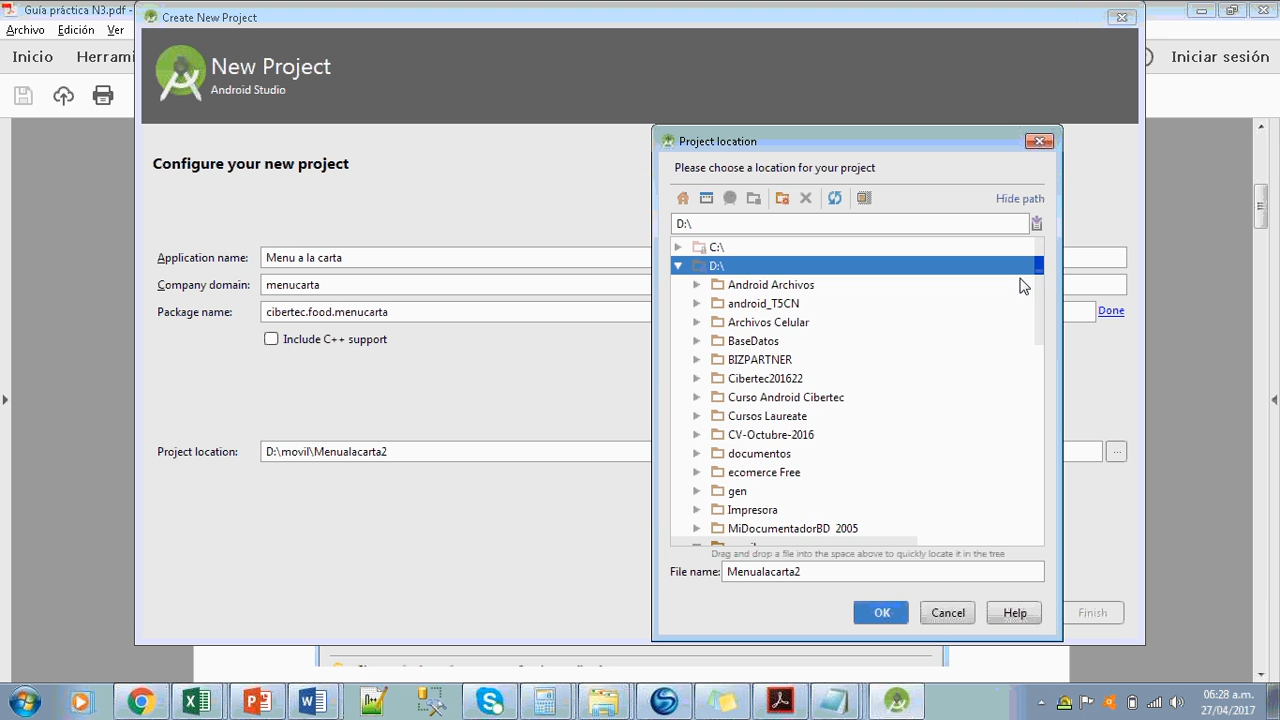 Guía práctica N3.pdf -
Create New Project
Archivo Edición Ver
Inicio Herrami
Iniciar sesión
New Project
Android Studio
Configure your new project
Application name: Menu a la carta
Company domain: menucarta
Package name: cibertec.food.menucarta
Done
Include C++ support
Project location: D:\movil\Menualacarta2
...
Finish
Project location
Please choose a location for your project
Hide path
D:\
C:\
D:\
Android Archivos
android_T5CN
Archivos Celular
BaseDatos
BIZPARTNER
Cibertec201622
Curso Android Cibertec
Cursos Laureate
CV-Octubre-2016
documentos
ecomerce Free
gen
Impresora
MiDocumentadorBD_2005
Drag and drop a file into the space above to quickly locate it in the tree
File name: Menualacarta2
OK Cancel Help
06:28 a.m.
27/04/2017